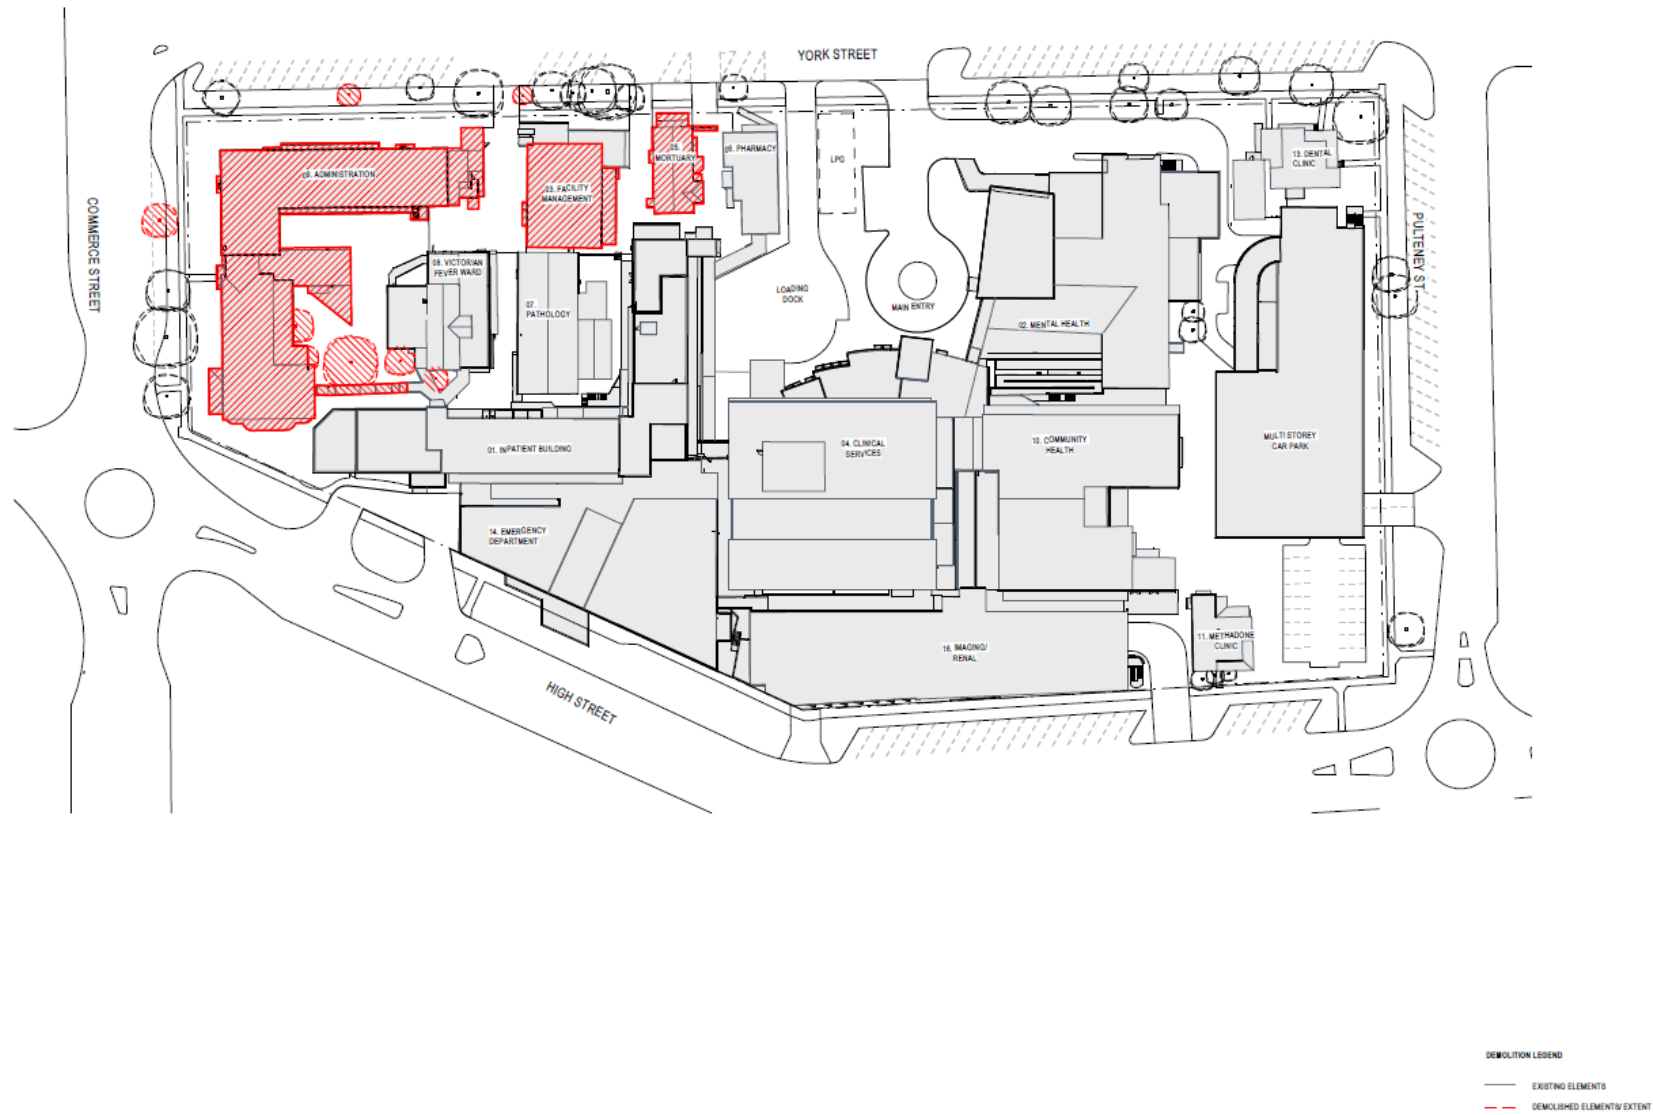 YORK STREET
COMMERCE STREET
PULTENEY ST
09. ADMINISTRATION
03. FACILITY
MANAGEMENT
05.
MORTUARY
06. PHARMACY
LPG
13. DENTAL
CLINIC
08. VICTORIAN
FEVER WARD
07.
PATHOLOGY
LOADING
DOCK
MAIN ENTRY
02. MENTAL HEALTH
01. INPATIENT BUILDING
04. CLINICAL
SERVICES
10. COMMUNITY
HEALTH
MULTI STOREY
CAR PARK
14. EMERGENCY
DEPARTMENT
16. IMAGING/
RENAL
11. METHADONE
CLINIC
HIGH STREET
DEMOLITION LEGEND
EXISTING ELEMENTS
DEMOLISHED ELEMENTS/ EXTENT